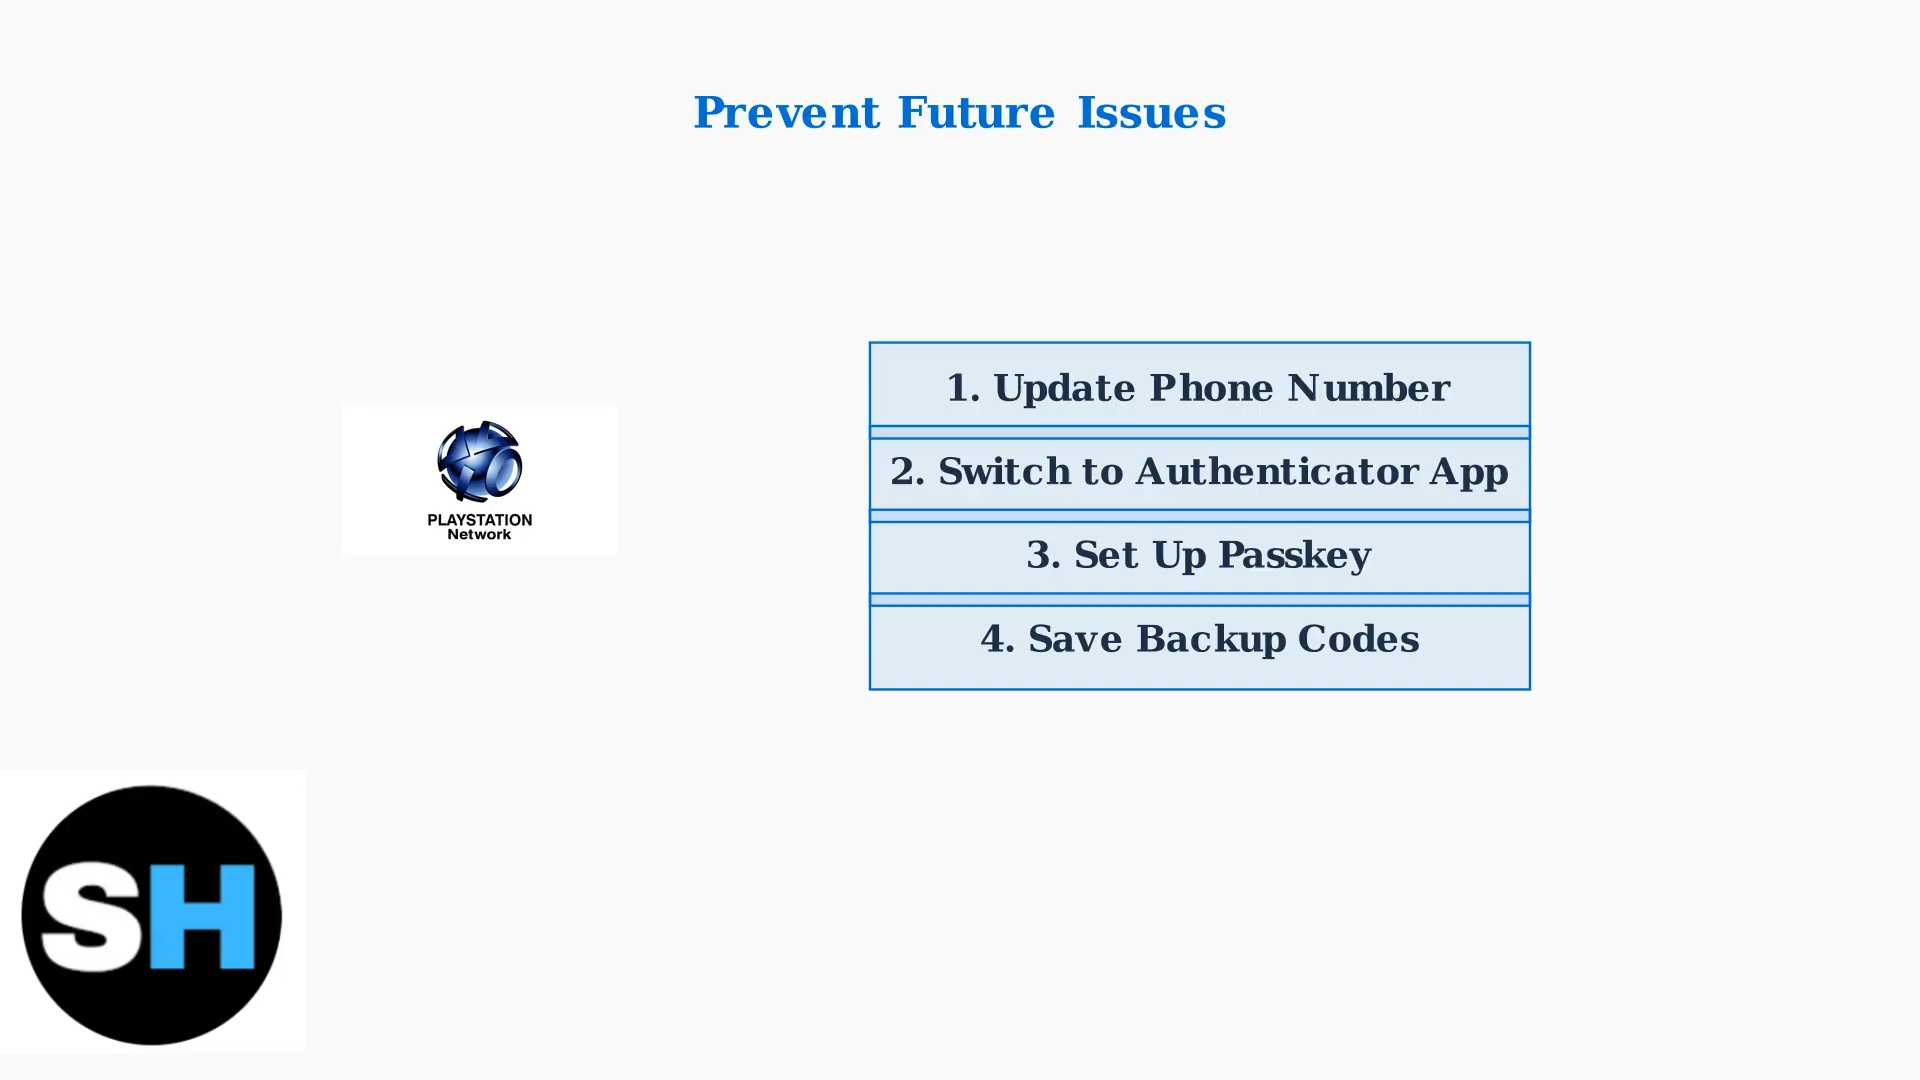 Prevent Future Issues
PLAYSTATION
Network
1. Update Phone Number
2. Switch to Authenticator App
3. Set Up Passkey
4. Save Backup Codes
SH